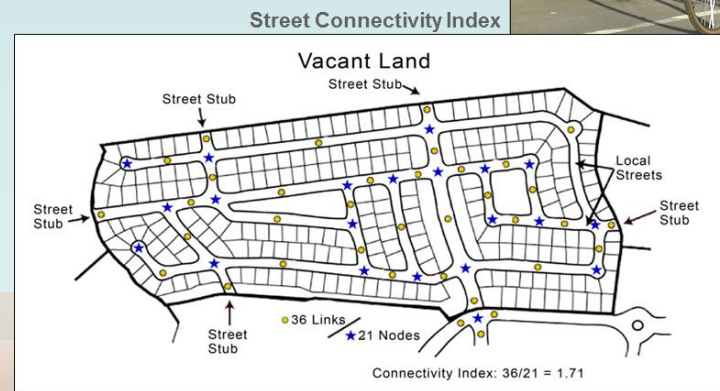 Street Connectivity Index
Vacant Land
Street Stub
Street Stub
Local
Streets
Street
Stub
Street
Stub
Street
Stub
36 Links
21 Nodes
Connectivity Index: 36/21 = 1.71